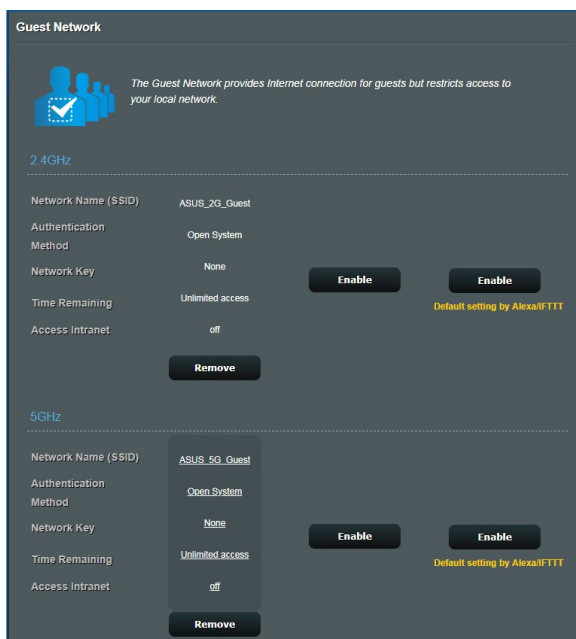 Guest Network
The Guest Network provides Internet connection for guests but restricts access to
your local network.
2.4GHz
Network Name (SSID) ASUS_2G_Guest
Authentication
Method Open System
Network Key None
Enable Enable
Time Remaining Unlimited access
Default setting by Alexa/IFTTT
Access Intranet off
Remove
5GHz
Network Name (SSID) ASUS_5G_Guest
Authentication
Method Open System
Network Key None
Enable Enable
Time Remaining Unlimited access
Default setting by Alexa/IFTTT
Access Intranet off
Remove